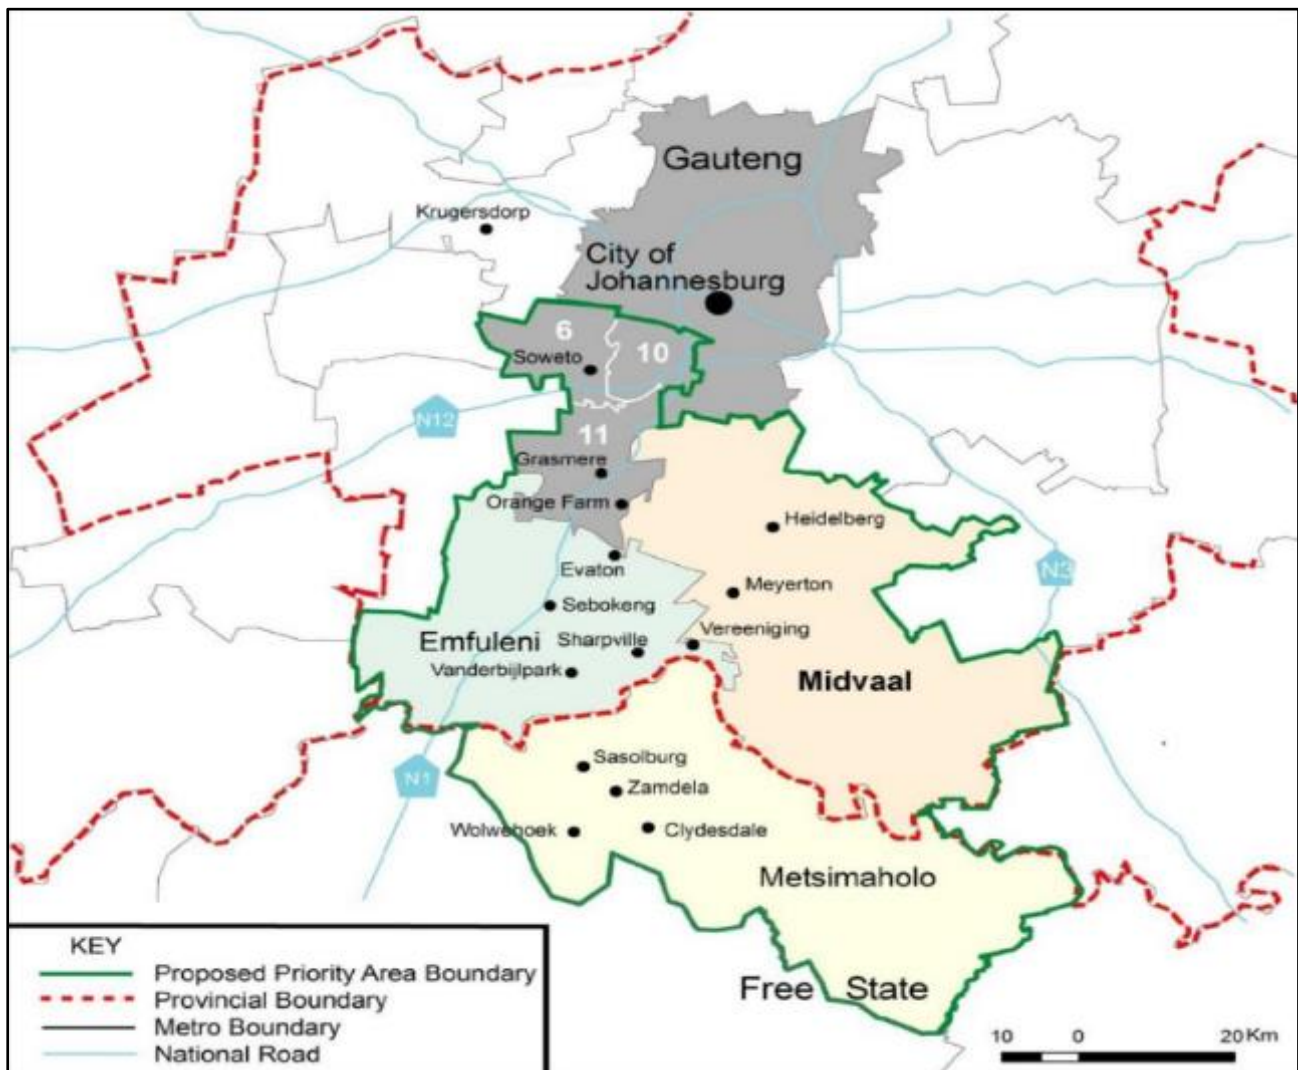 Gauteng
Krugersdorp
City of
Johannesburg
6
10
Soweto
N12
11
Grasmere
Orange Farm
Heidelberg
Evaton
N3
Meyerton
Sebokeng
Vereeniging
Emfuleni
Sharpville
Vanderbijlpark
Midvaal
Sasolburg
N1
Zamdela
Wolwehoek
Clydesdale
Metsimaholo
Free State
KEY
Proposed Priority Area Boundary
Provincial Boundary
Metro Boundary
National Road
10 0 20 Km